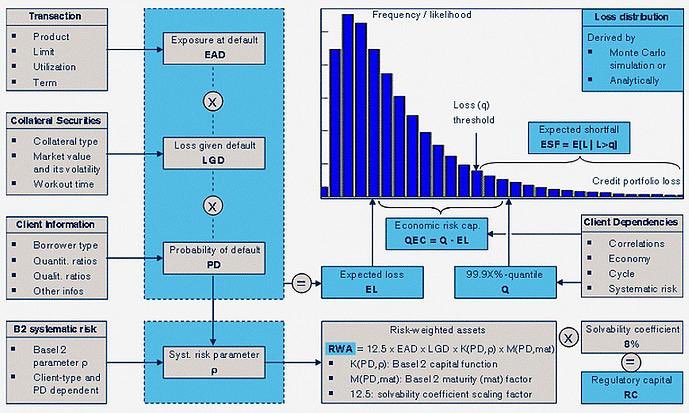 Transaction
Product
Limit
Utilization
Term
Exposure at default
EAD
x
Collateral Securities
Collateral type
Market value
and its volatility
Workout time
Loss given default
LGD
x
Client Information
Borrower type
Quantit. ratios
Qualit. ratios
Other infos
Probability of default
PD
B2 systematic risk
Basel 2
parameter ρ
Client-type and
PD dependent
Syst. risk parameter
ρ
Frequency / likelihood
Loss distribution
Derived by
Monte Carlo
simulation or
Analytically
Loss (q)
threshold
Expected shortfall
ESF = E[L | L>q]
Credit portfolio loss
Economic risk cap.
QEC = Q - EL
Client Dependencies
Correlations
Economy
Cycle
Systematic risk
=
Expected loss
EL
99.9X%-quantile
Q
Risk-weighted assets
RWA = 12.5 x EAD x LGD x K(PD,ρ) x M(PD,mat)
K(PD,ρ): Basel 2 capital function
M(PD,mat): Basel 2 maturity (mat) factor
12.5: solvability coefficient scaling factor
x
Solvability coefficient
8%
=
Regulatory capital
RC